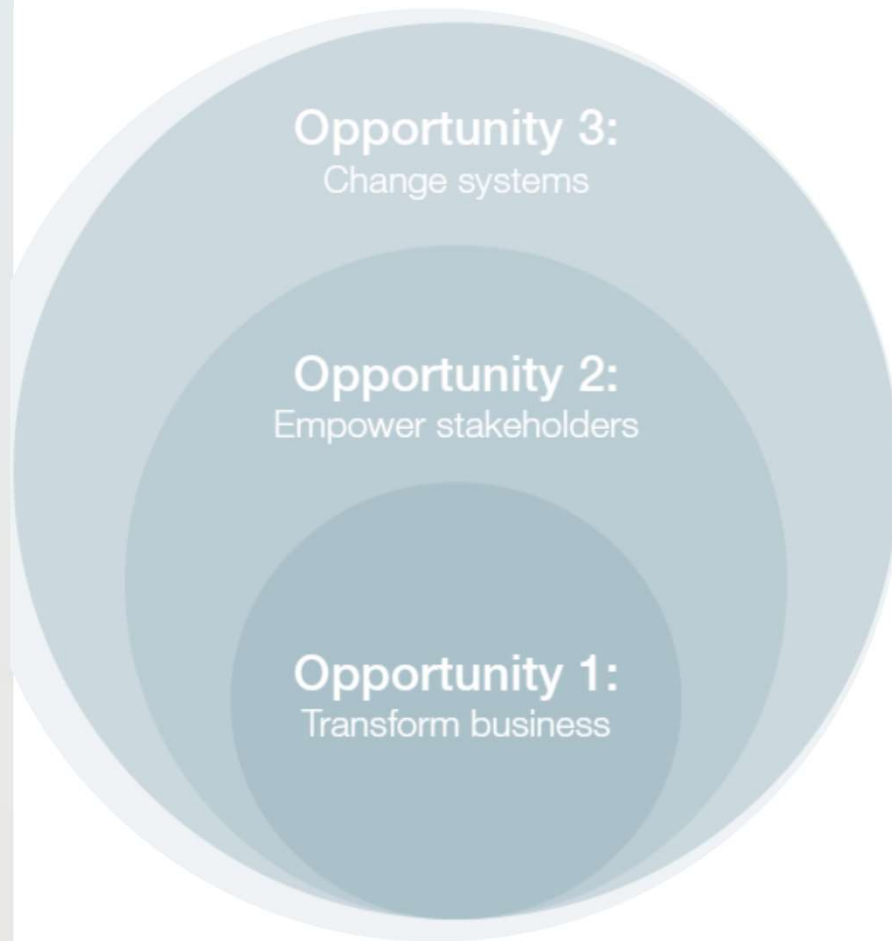 Opportunity 3:
Change systems
Opportunity 2:
Empower stakeholders
Opportunity 1:
Transform business